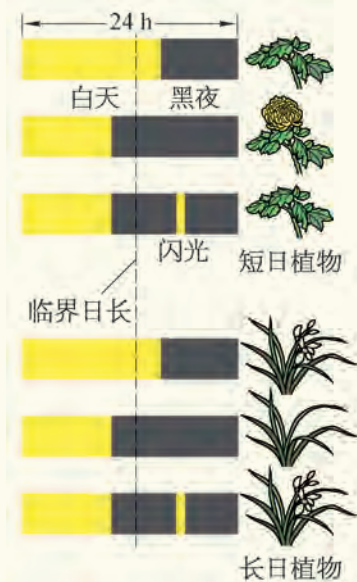 24 h
白天 黑夜
闪光
短日植物
临界日长
长日植物